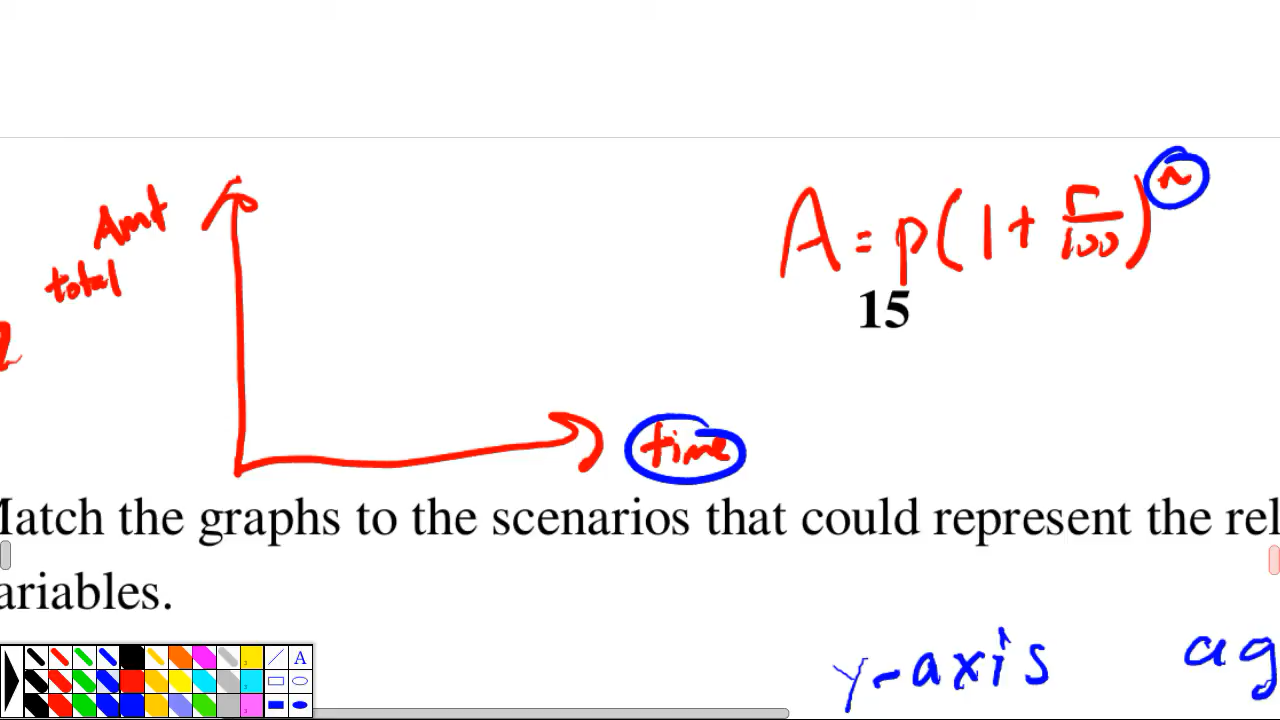 Amt
total
A = P(1 + r/100)^n
15
time
Match the graphs to the scenarios that could represent the rel
ariables.
y-axis ag